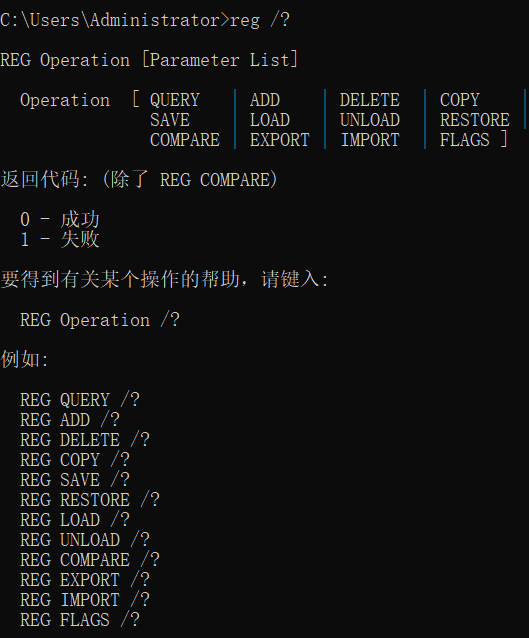 C:\Users\Administrator>reg /?
REG Operation [Parameter List]
Operation [ QUERY | ADD | DELETE | COPY |
SAVE | LOAD | UNLOAD | RESTORE |
COMPARE | EXPORT | IMPORT | FLAGS ]
返回代码: (除了 REG COMPARE)
0 - 成功
1 - 失败
要得到有关某个操作的帮助，请键入:
REG Operation /?
例如:
REG QUERY /?
REG ADD /?
REG DELETE /?
REG COPY /?
REG SAVE /?
REG RESTORE /?
REG LOAD /?
REG UNLOAD /?
REG COMPARE /?
REG EXPORT /?
REG IMPORT /?
REG FLAGS /?